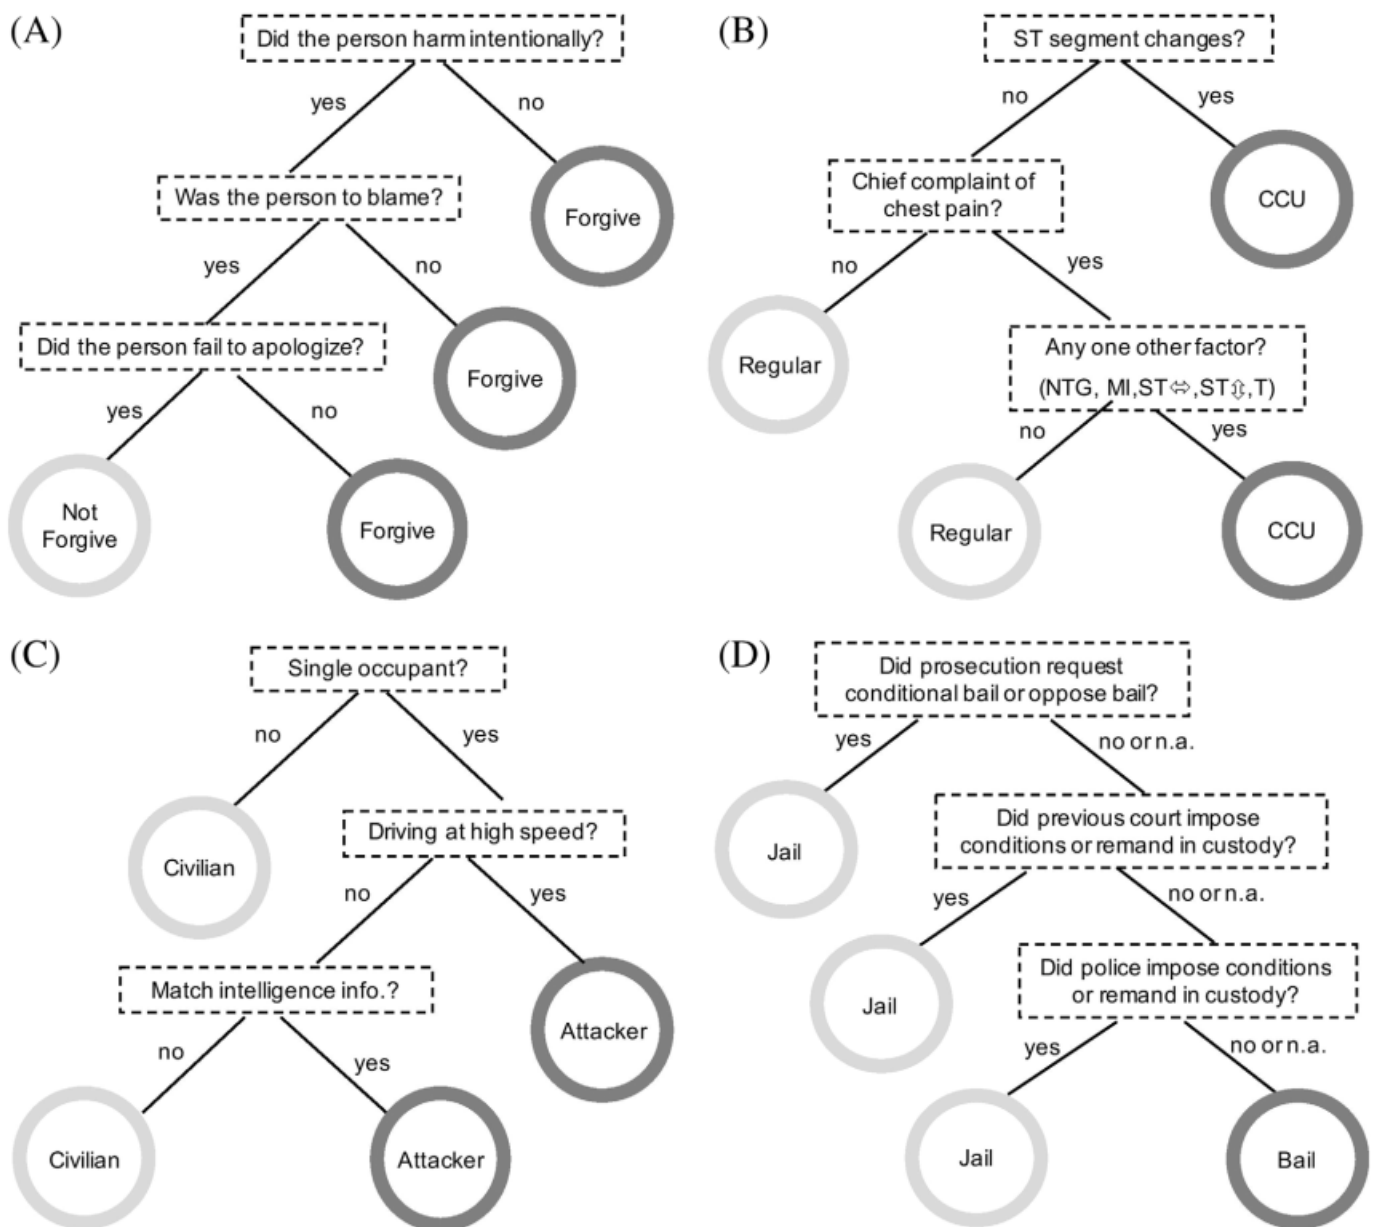 (A)
Did the person harm intentionally?
yes
no
Was the person to blame?
Forgive
yes
no
Did the person fail to apologize?
Forgive
yes
no
Not
Forgive
Forgive
(B)
ST segment changes?
no
yes
Chief complaint of
chest pain?
CCU
no
yes
Regular
Any one other factor?
(NTG, MI,ST⬄,ST⇳,T)
no
yes
Regular
CCU
(C)
Single occupant?
no
yes
Civilian
Driving at high speed?
no
yes
Match intelligence info.?
Attacker
no
yes
Civilian
Attacker
(D)
Did prosecution request
conditional bail or oppose bail?
yes
no or n.a.
Jail
Did previous court impose
conditions or remand in custody?
yes
no or n.a.
Jail
Did police impose conditions
or remand in custody?
yes
no or n.a.
Jail
Bail